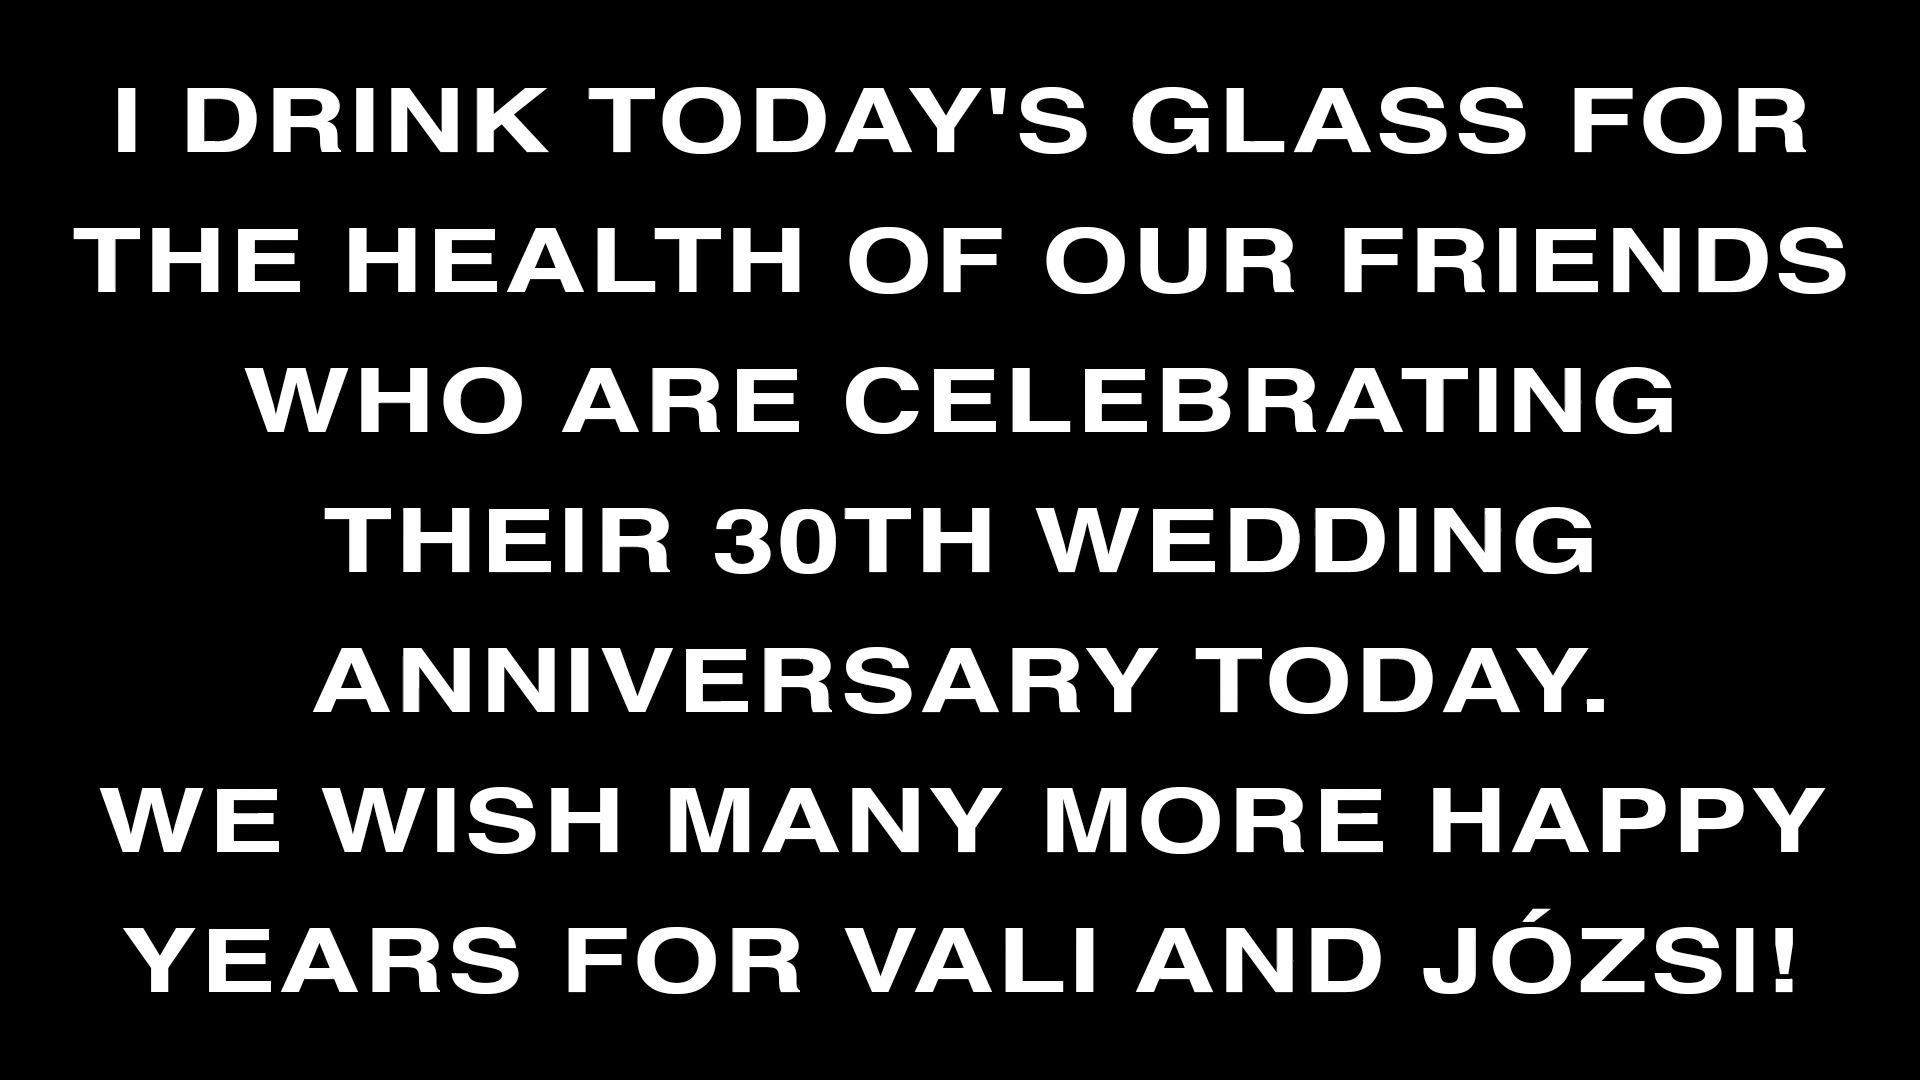 I DRINK TODAY'S GLASS FOR
THE HEALTH OF OUR FRIENDS
WHO ARE CELEBRATING
THEIR 30TH WEDDING
ANNIVERSARY TODAY.
WE WISH MANY MORE HAPPY
YEARS FOR VALI AND JÓZSI!